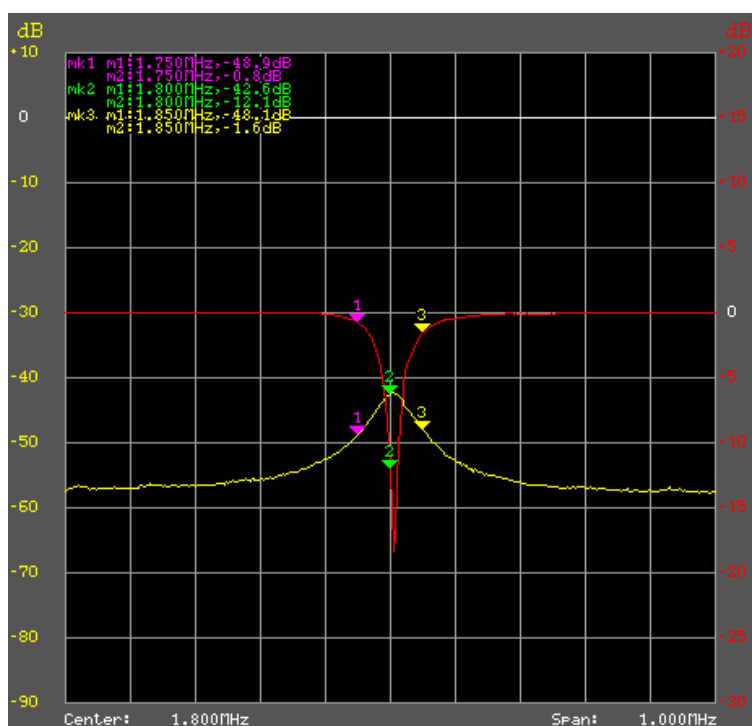 dB dB
+10 +20
mk1 m1:1.750MHz,-48.9dB
m2:1.750MHz,-0.8dB
mk2 m1:1.800MHz,-42.6dB
m2:1.800MHz,-12.1dB
mk3 m1:1.850MHz,-48.1dB
m2:1.850MHz,-1.6dB
0 +15
-10 +10
-20 +5
-30 0
1
3
-40 -5
2
1
3
-50 -10
2
-60 -15
-70 -20
-80 -25
-90 -30
Center: 1.800MHz Span: 1.000MHz